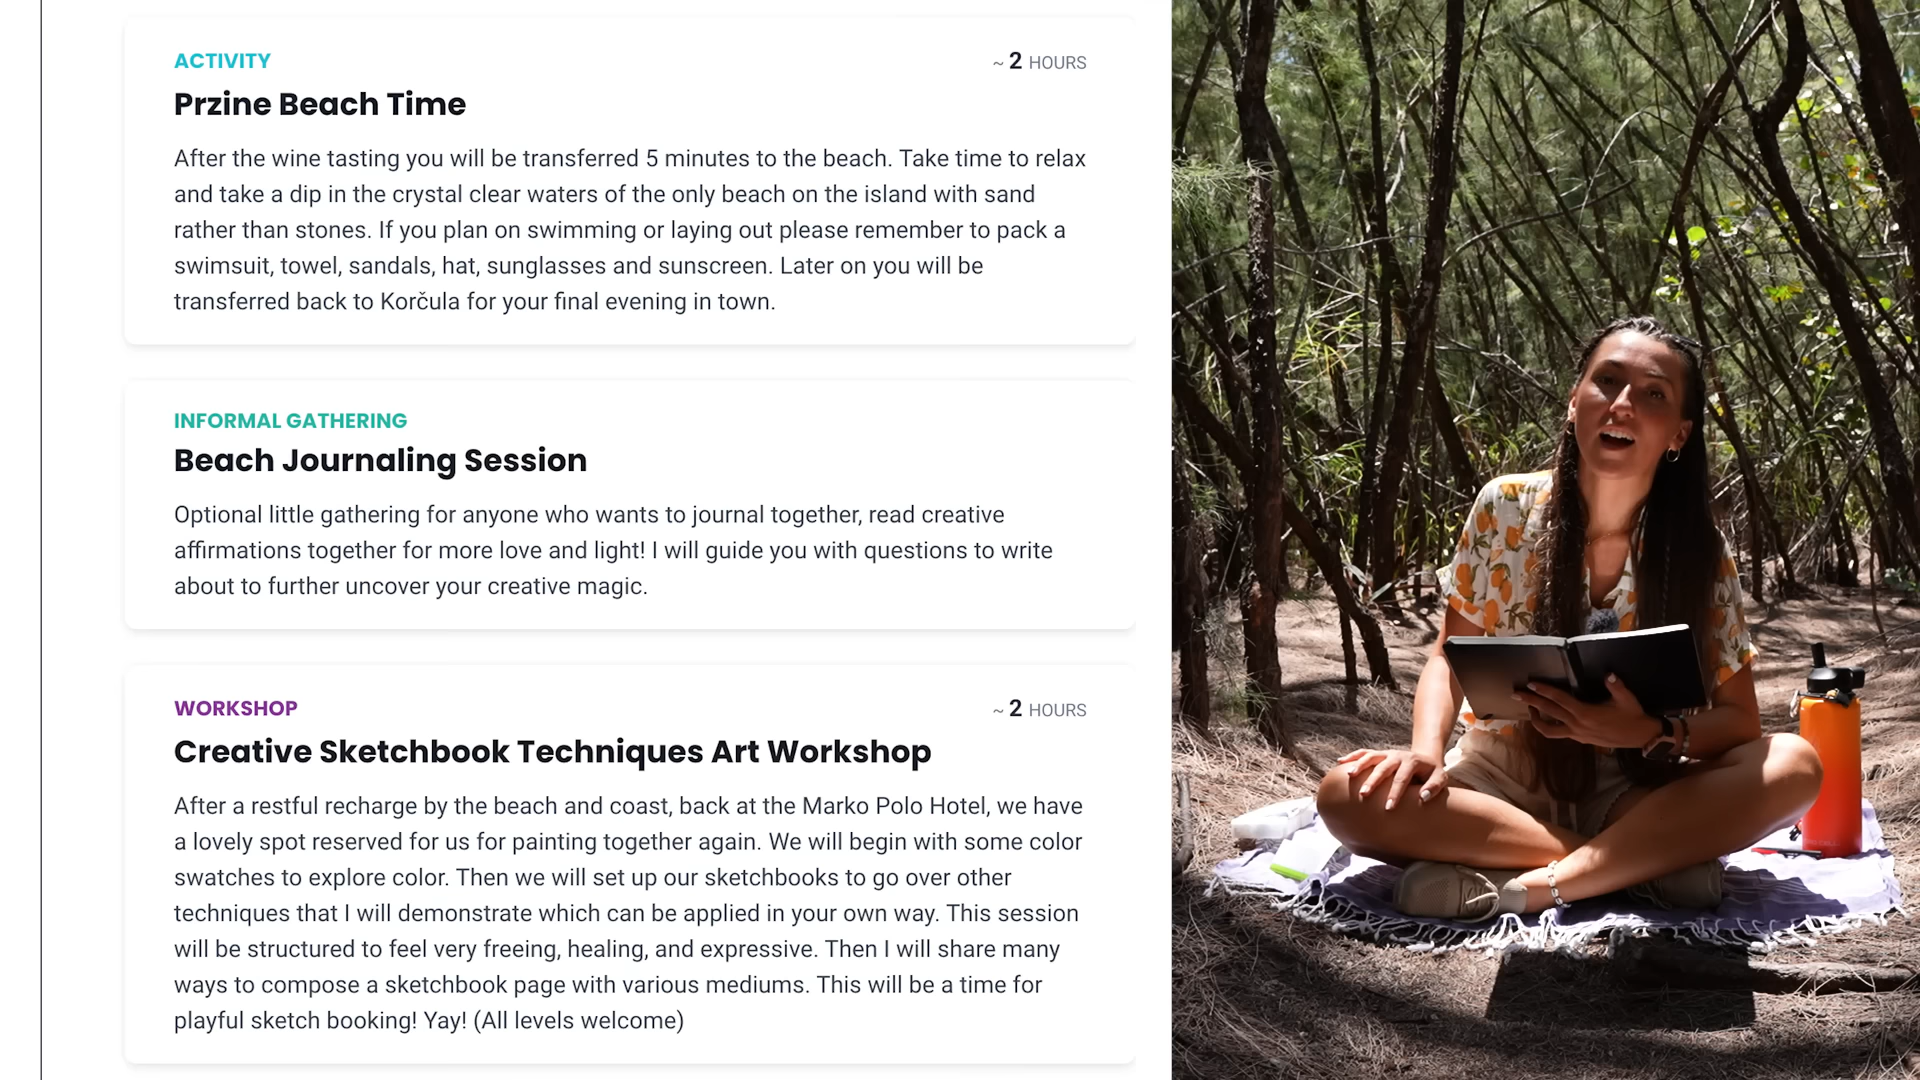 ACTIVITY
~ 2 HOURS
Przine Beach Time
After the wine tasting you will be transferred 5 minutes to the beach. Take time to relax
and take a dip in the crystal clear waters of the only beach on the island with sand
rather than stones. If you plan on swimming or laying out please remember to pack a
swimsuit, towel, sandals, hat, sunglasses and sunscreen. Later on you will be
transferred back to Korčula for your final evening in town.
INFORMAL GATHERING
Beach Journaling Session
Optional little gathering for anyone who wants to journal together, read creative
affirmations together for more love and light! I will guide you with questions to write
about to further uncover your creative magic.
WORKSHOP
~ 2 HOURS
Creative Sketchbook Techniques Art Workshop
After a restful recharge by the beach and coast, back at the Marko Polo Hotel, we have
a lovely spot reserved for us for painting together again. We will begin with some color
swatches to explore color. Then we will set up our sketchbooks to go over other
techniques that I will demonstrate which can be applied in your own way. This session
will be structured to feel very freeing, healing, and expressive. Then I will share many
ways to compose a sketchbook page with various mediums. This will be a time for
playful sketch booking! Yay! (All levels welcome)